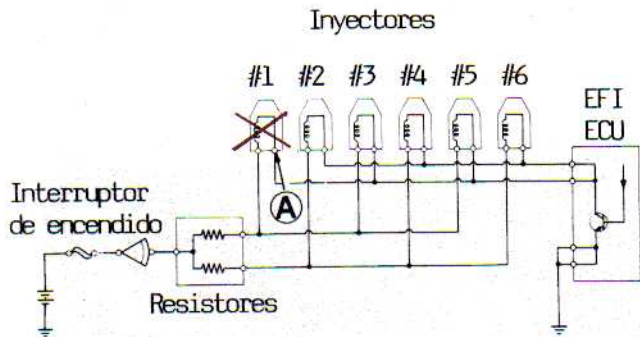 Inyectores
#1 #2 #3 #4 #5 #6
EFI
ECU
A
Interruptor
de encendido
Resistores